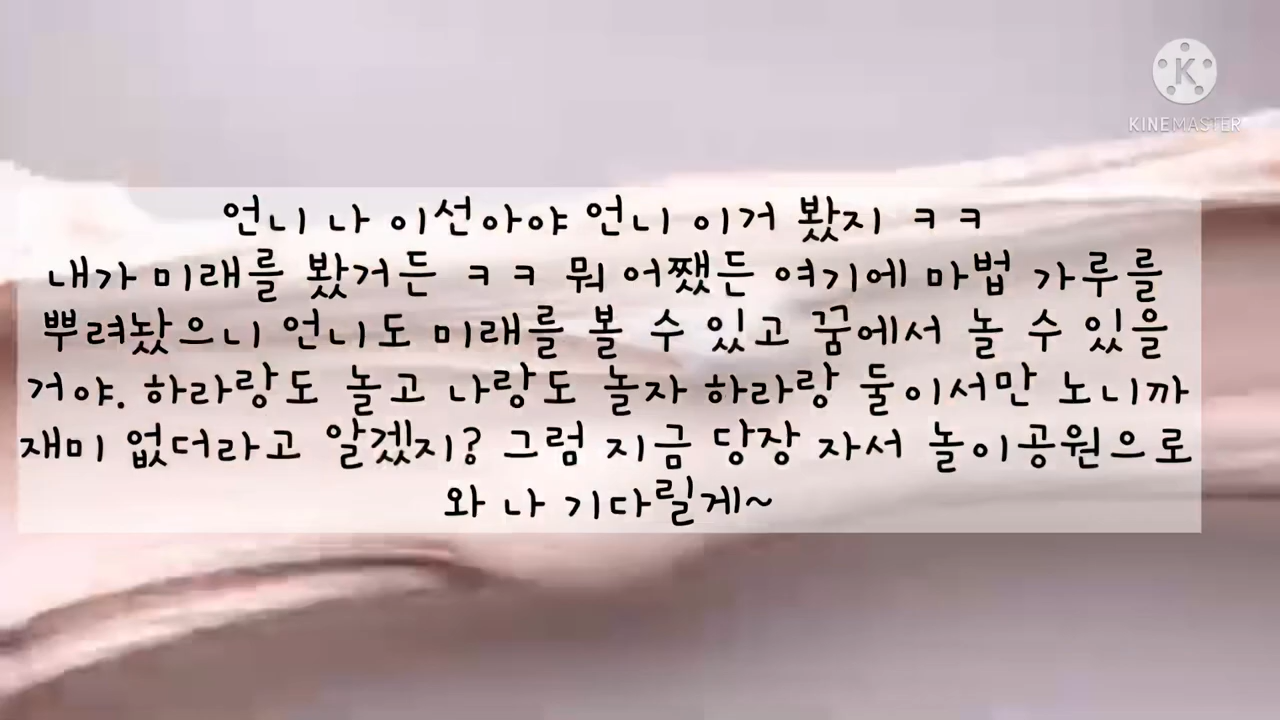 KINEMASTER
언니 나 이선아야 언니 이거 봤지 ㅋㅋ
내가 미래를 봤거든 ㅋㅋ 뭐 어쨌든 여기에 마법 가루를
뿌려놨으니 언니도 미래를 볼 수 있고 꿈에서 놀 수 있을
거야. 하라랑도 놀고 나랑도 놀자 하라랑 둘이서만 노니까
재미 없더라고 알겠지? 그럼 지금 당장 자서 놀이공원으로
와 나 기다릴게~